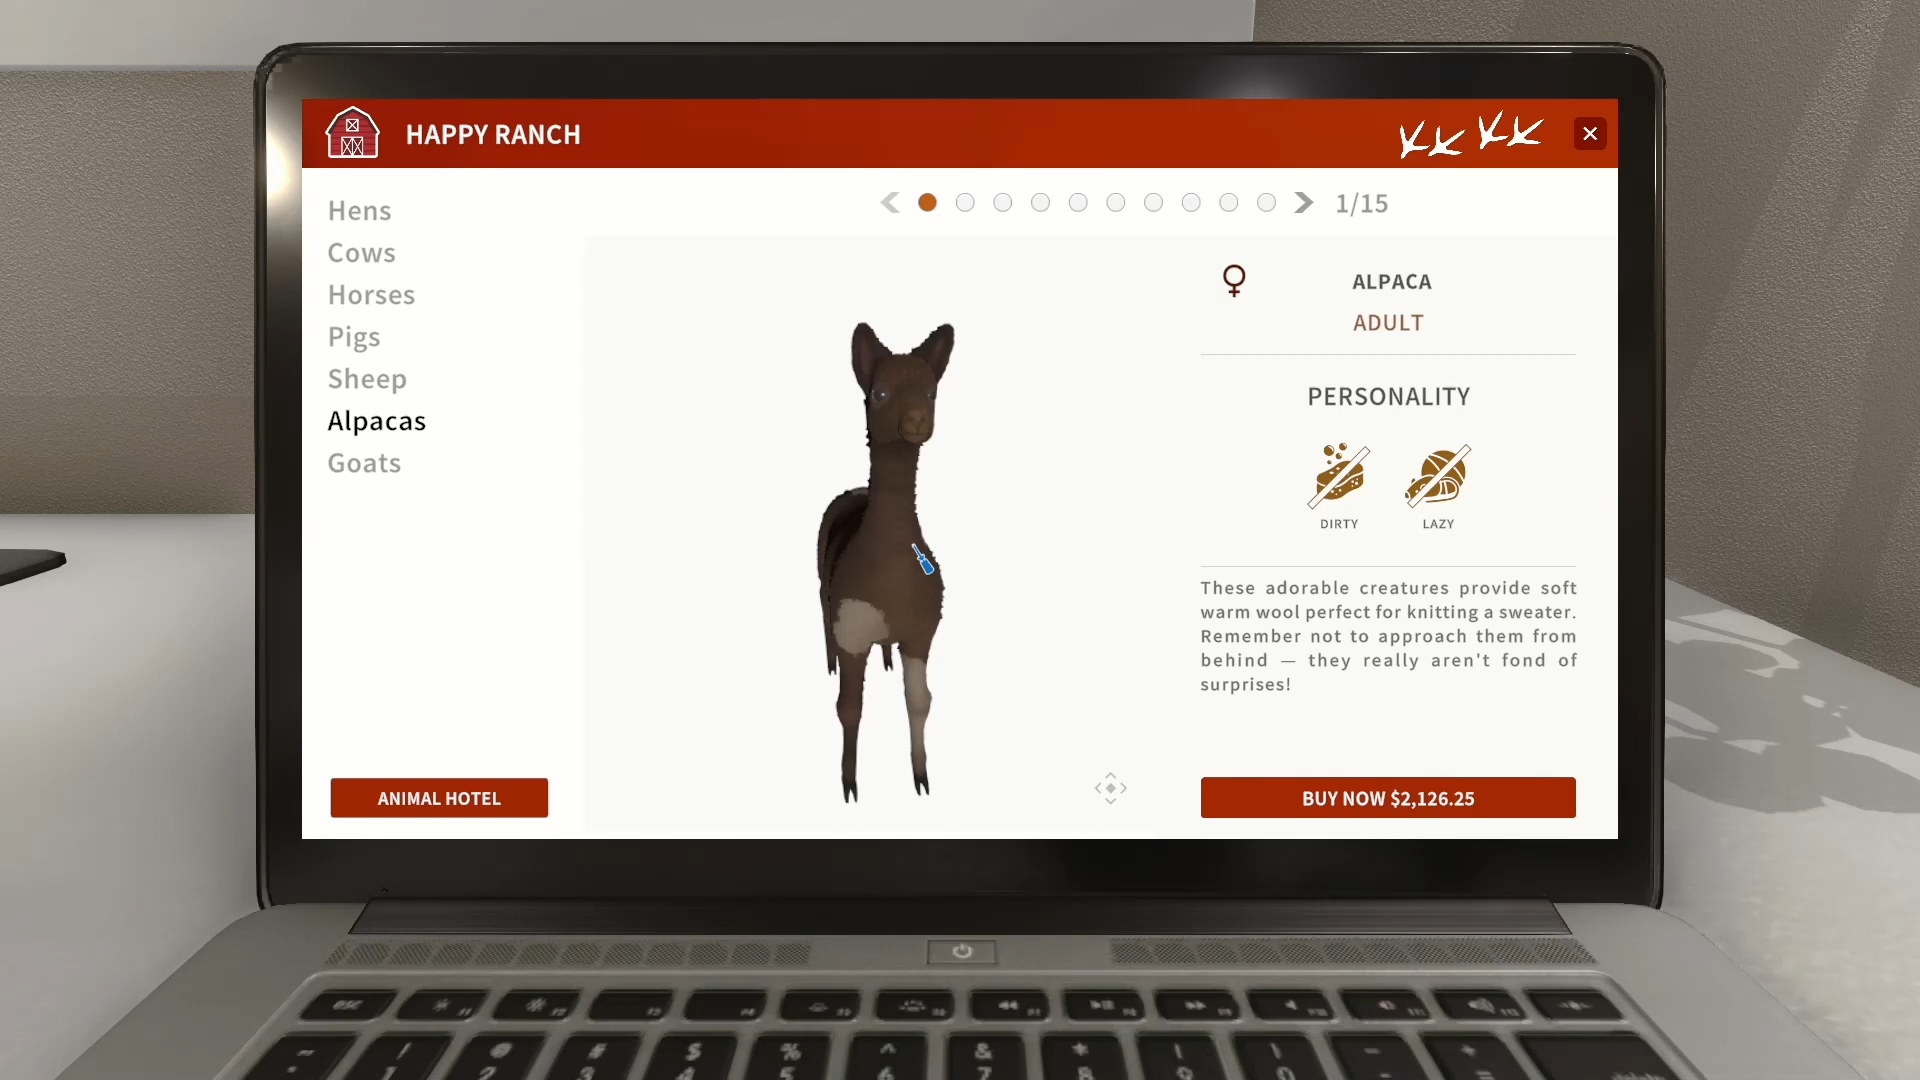 HAPPY RANCH
Hens
Cows
Horses
Pigs
Sheep
Alpacas
Goats
ANIMAL HOTEL
1/15
ALPACA
ADULT
PERSONALITY
DIRTY
LAZY
These adorable creatures provide soft
warm wool perfect for knitting a sweater.
Remember not to approach them from
behind — they really aren't fond of
surprises!
BUY NOW $2,126.25
esc